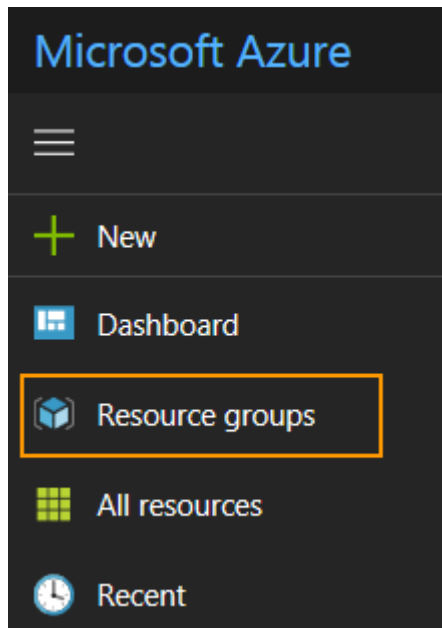 Microsoft Azure
New
Dashboard
Resource groups
All resources
Recent